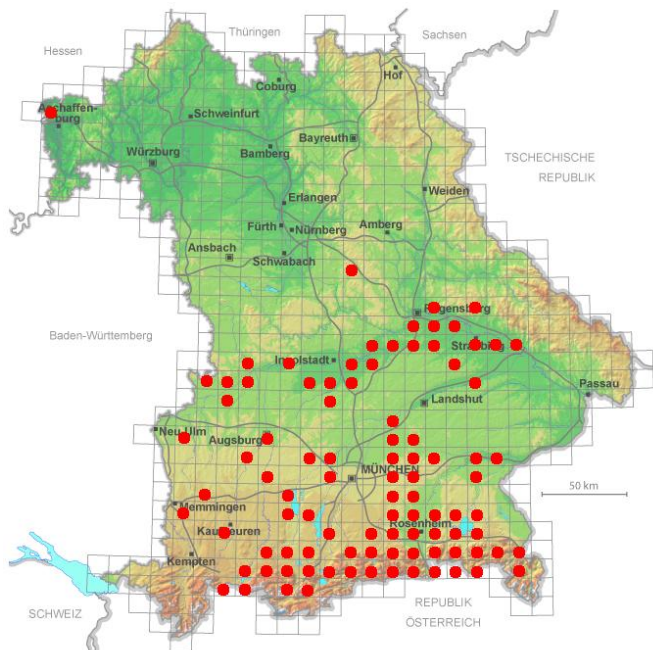 Thüringen
Sachsen
Hessen
Hof
Coburg
Aschaffen-
burg
Schweinfurt
Bayreuth
Bamberg
Würzburg
TSCHECHISCHE
REPUBLIK
Weiden
Erlangen
Fürth
Nürnberg
Amberg
Ansbach
Schwabach
Regensburg
Baden-Württemberg
Straubing
Ingolstadt
Passau
Landshut
Neu Ulm
Augsburg
MÜNCHEN
50 km
Memmingen
Rosenheim
Kaufbeuren
Kempten
SCHWEIZ
REPUBLIK
ÖSTERREICH